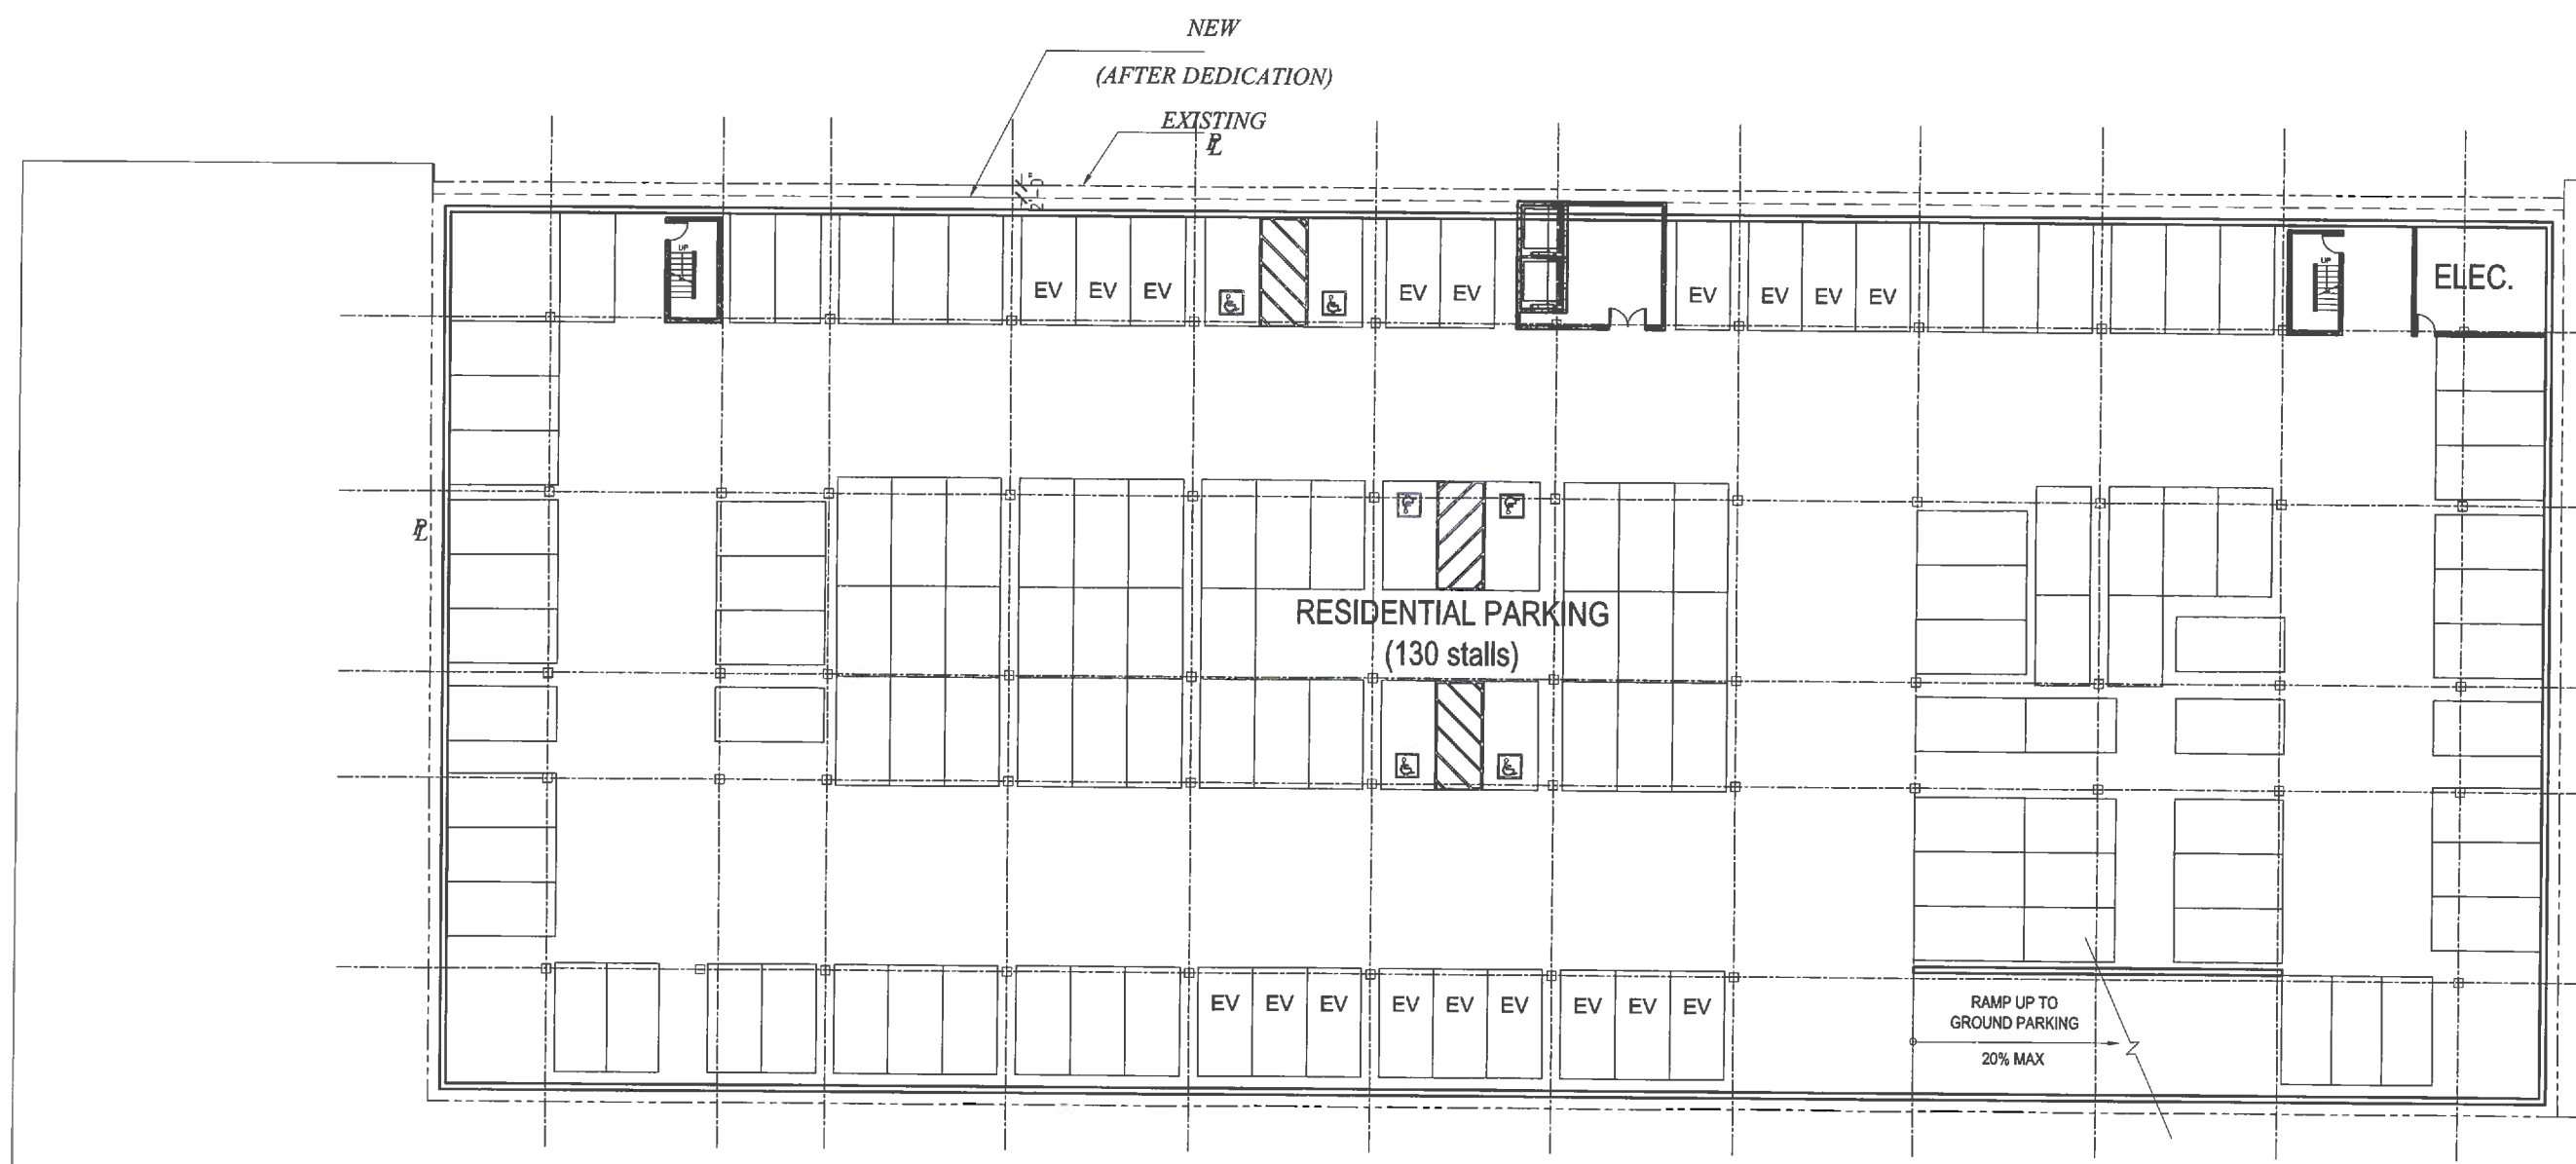 NEW
(AFTER DEDICATION)
EXISTING
PL
2'-5"
UP
EV EV EV
EV EV
EV
EV EV EV
UP
ELEC.
PL
RESIDENTIAL PARKING
(130 stalls)
EV EV EV
EV EV EV
EV EV EV
RAMP UP TO
GROUND PARKING
20% MAX